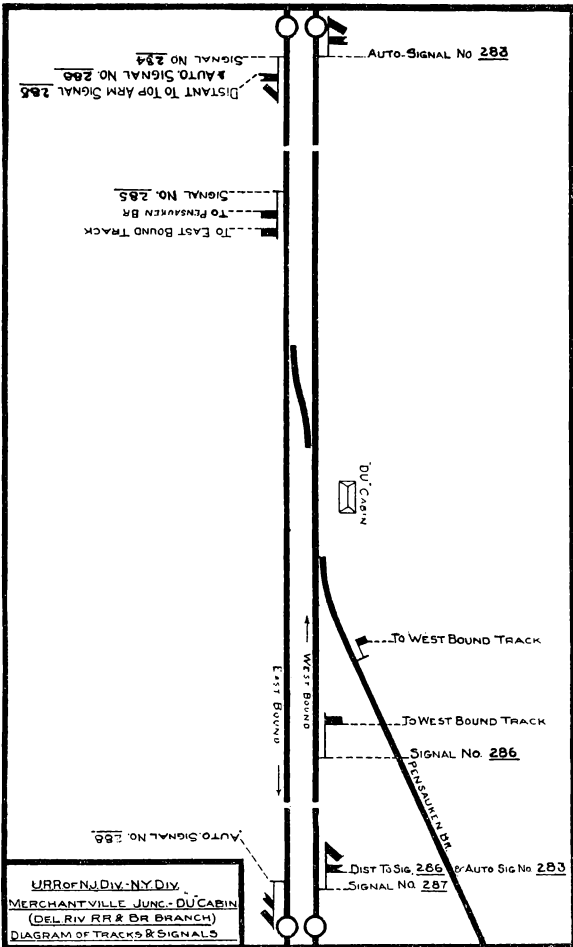 AUTO-SIGNAL NO 283
DISTANT TO TOP ARM SIGNAL 285
& AUTO. SIGNAL NO. 288
SIGNAL NO 284
TO EAST BOUND TRACK
TO PENSAUKEN BR
SIGNAL NO. 285
"DU" CABIN
TO WEST BOUND TRACK
WEST BOUND
EAST BOUND
TO WEST BOUND TRACK
SIGNAL NO. 286
PENSAUKEN BR.
AUTO. SIGNAL NO. 288
DIST TO SIG. 286 & AUTO SIG NO 283
SIGNAL NO. 287
URR OF N.J. DIV.-N.Y. DIV.
MERCHANTVILLE JUNC.- DU CABIN
(DEL. RIV RR & BR BRANCH)
DIAGRAM OF TRACKS & SIGNALS